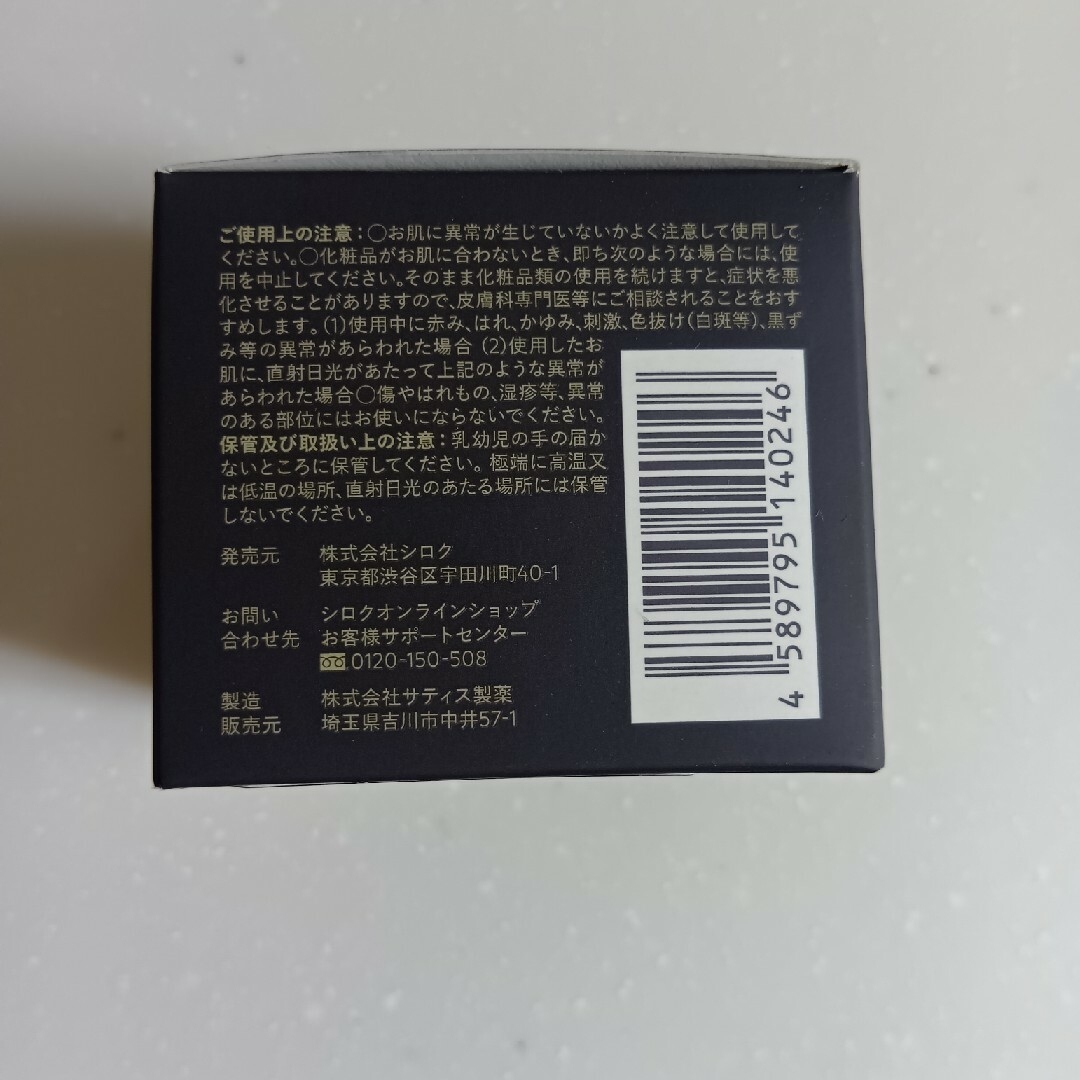 ご使用上の注意：○お肌に異常が生じていないかよく注意して使用して
ください。○化粧品がお肌に合わないとき、即ち次のような場合には、使
用を中止してください。そのまま化粧品類の使用を続けますと、症状を悪
化させることがありますので、皮膚科専門医等にご相談されることをおす
すめします。(1)使用中に赤み、はれ、かゆみ、刺激、色抜け(白斑等)、黒ず
み等の異常があらわれた場合 (2)使用したお
肌に、直射日光があたって上記のような異常が
あらわれた場合○傷やはれもの、湿疹等、異常
のある部位にはお使いにならないでください。
保管及び取扱い上の注意：乳幼児の手の届か
ないところに保管してください。極端に高温又
は低温の場所、直射日光のあたる場所には保管
しないでください。
発売元 株式会社シロク
東京都渋谷区宇田川町40-1
お問い シロクオンラインショップ
合わせ先 お客様サポートセンター
0120-150-508
製造 株式会社サティス製薬
販売元 埼玉県吉川市中井57-1
4 589795 140246